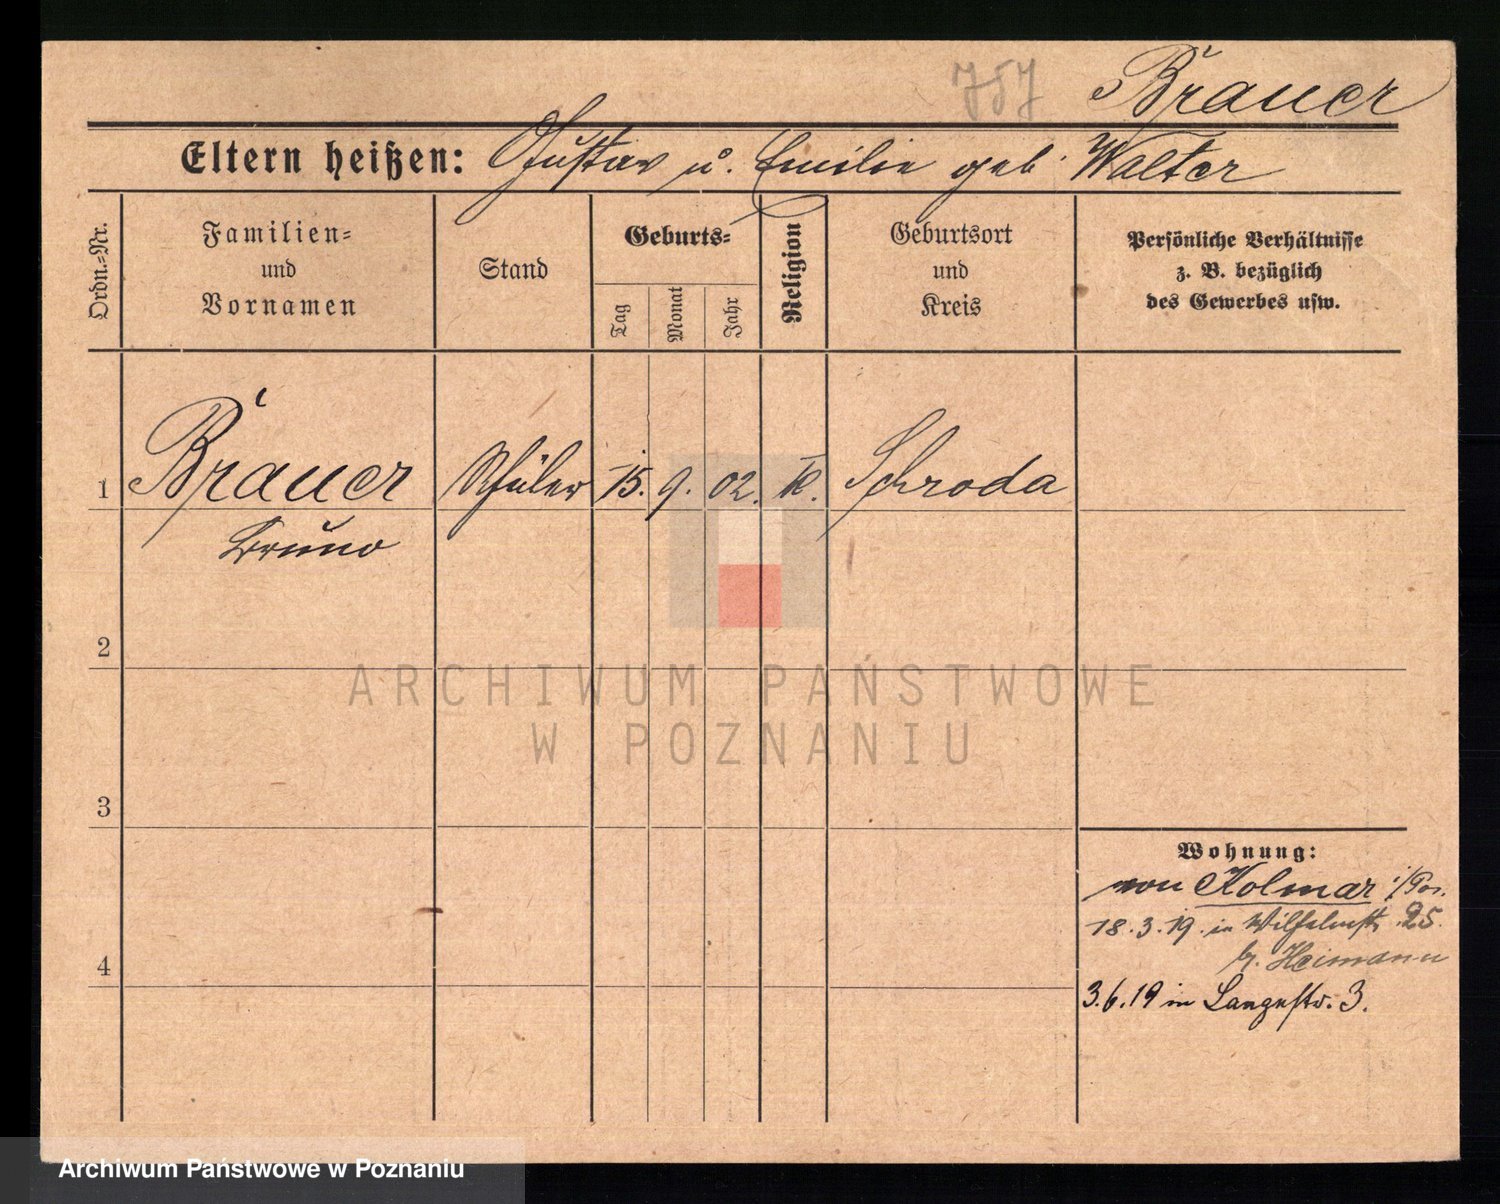 757 Brauer
Eltern heißen: Gustav u. Emilie geb. Walter
Ordn.=Nr.
Familien=
und
Vornamen
Stand
Geburts=
Tag Monat Jahr
Religion
Geburtsort
und
Kreis
Persönliche Verhältnisse
z. B. bezüglich
des Gewerbes usw.
1 Brauer Schüler 15. 9. 02. K. Schroda
Bruno
2
3
4
Wohnung:
von Kolmar i/Pos.
18.3.19. in Wilhelmstr. 25.
b. Heimann
3.6.19 in Langestr. 3.
ARCHIWUM PAŃSTWOWE
W POZNANIU
Archiwum Państwowe w Poznaniu